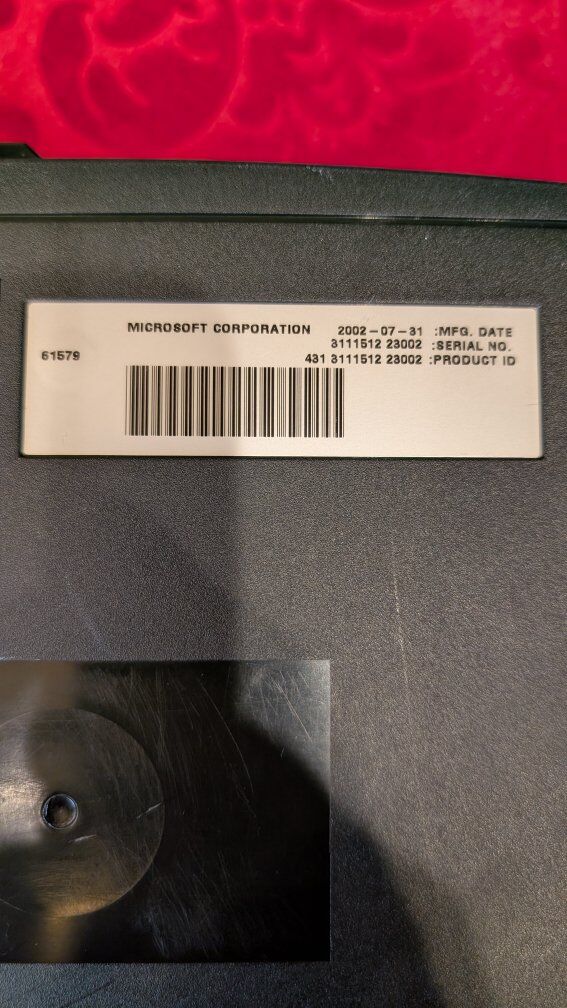 MICROSOFT CORPORATION 2002-07-31 :MFG. DATE
3111512 23002 :SERIAL NO.
61579 431 3111512 23002 :PRODUCT ID